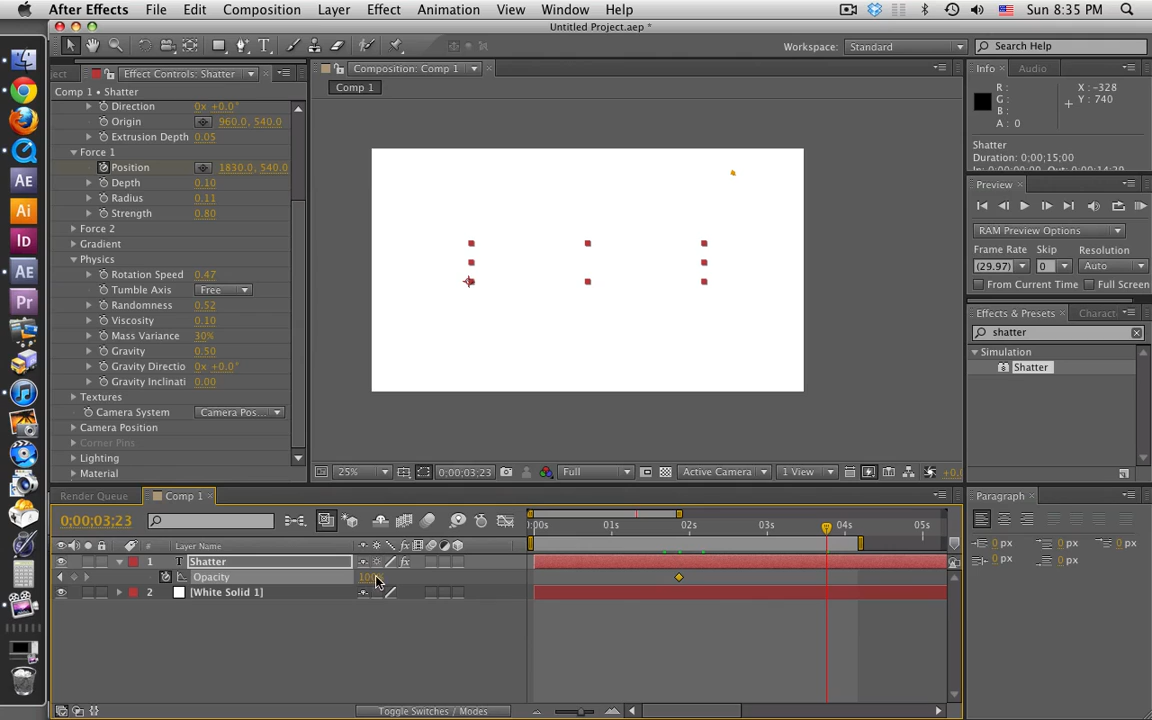 After Effects File Edit Composition Layer Effect Animation View Window Help Sun 8:35 PM
Untitled Project.aep *
Workspace: Standard Search Help
Effect Controls: Shatter Composition: Comp 1 Info Audio
Comp 1 • Shatter Comp 1
Direction 0x +0.0°
Origin 960.0, 540.0
Extrusion Depth 0.05
Force 1
Position 1830.0, 540.0
Depth 0.10
Radius 0.11
Strength 0.80
Force 2
Gradient
Physics
Rotation Speed 0.47
Tumble Axis Free
Randomness 0.52
Viscosity 0.10
Mass Variance 30%
Gravity 0.50
Gravity Directio 0x +0.0°
Gravity Inclinati 0.00
Textures
Camera System Camera Pos...
Camera Position
Corner Pins
Lighting
Material
R : X : -328
G : Y : 740
B :
A : 0
Shatter
Duration: 0;00;15;00
Preview
RAM Preview Options
Frame Rate Skip Resolution
(29.97) 0 Auto
From Current Time Full Screen
Effects & Presets Charact
shatter
Simulation
Shatter
25% 0;00;03;23 Full Active Camera 1 View +0.
Render Queue Comp 1 Paragraph
0;00;03;23
:00s 01s 02s 03s 04s 05s
# Layer Name
1 T Shatter
Opacity
2 [White Solid 1]
0 px 0 px
0 px 0 px
0 px
Toggle Switches / Modes
AE
Ai
Id
AE
Pr